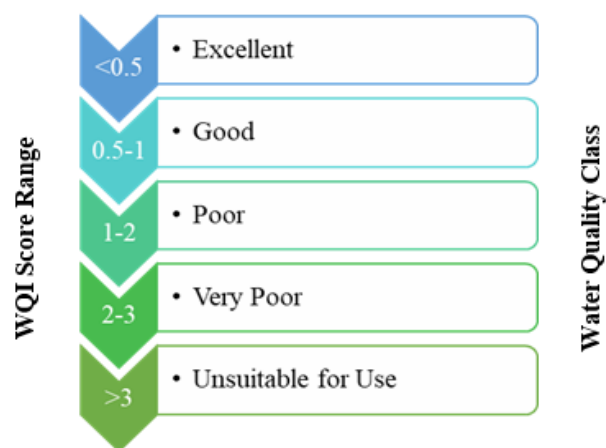 WQI Score Range
<0.5
• Excellent
0.5-1
• Good
1-2
• Poor
2-3
• Very Poor
>3
• Unsuitable for Use
Water Quality Class